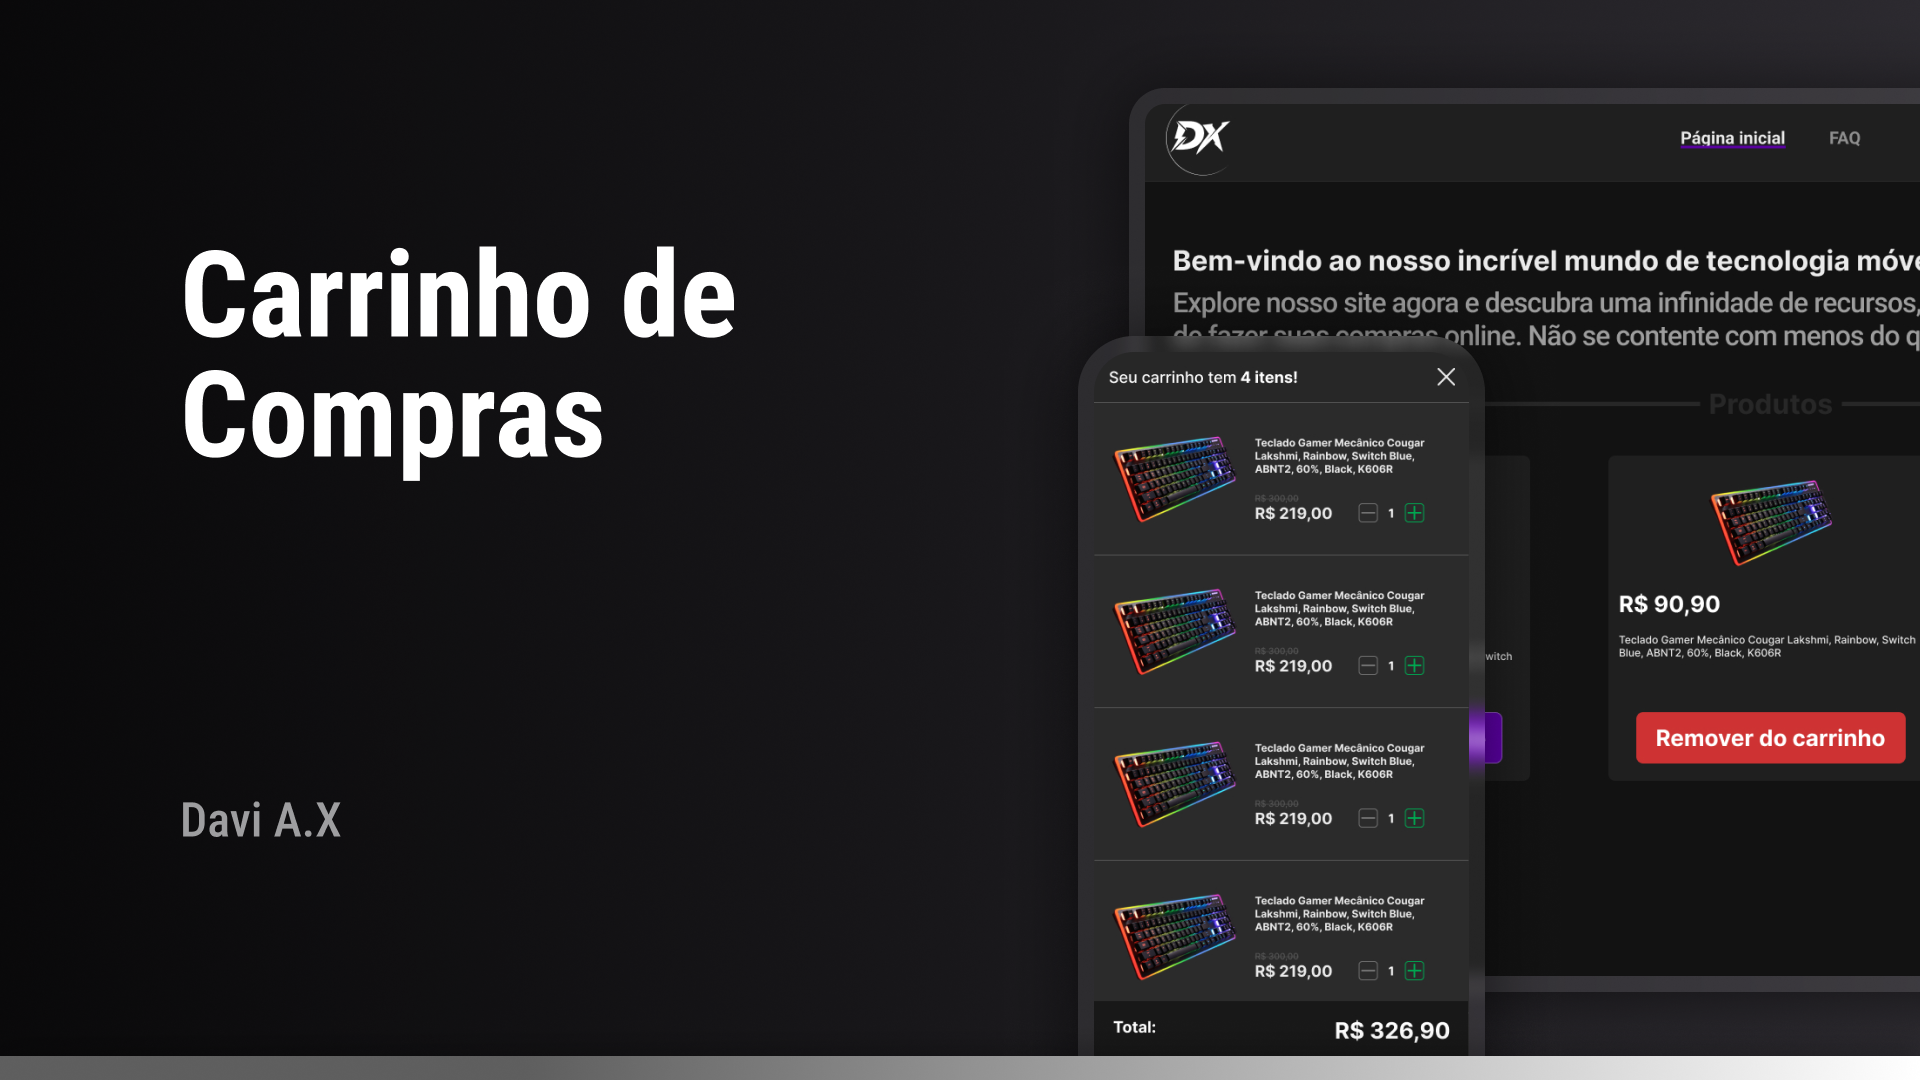 Carrinho de
Compras
Davi A.X
DX
Página inicial
FAQ
Bem-vindo ao nosso incrível mundo de tecnologia
Explore nosso site agora e descubra uma infinidade de recursos,
de fazer suas compras online. Não se contente com menos do
Produtos
witch
R$ 90,90
Teclado Gamer Mecânico Cougar Lakshmi, Rainbow, Switch
Blue, ABNT2, 60%, Black, K606R
Remover do carrinho
Seu carrinho tem 4 itens!
Teclado Gamer Mecânico Cougar
Lakshmi, Rainbow, Switch Blue,
ABNT2, 60%, Black, K606R
R$ 300,00
R$ 219,00
1
Teclado Gamer Mecânico Cougar
Lakshmi, Rainbow, Switch Blue,
ABNT2, 60%, Black, K606R
R$ 300,00
R$ 219,00
1
Teclado Gamer Mecânico Cougar
Lakshmi, Rainbow, Switch Blue,
ABNT2, 60%, Black, K606R
R$ 300,00
R$ 219,00
1
Teclado Gamer Mecânico Cougar
Lakshmi, Rainbow, Switch Blue,
ABNT2, 60%, Black, K606R
R$ 300,00
R$ 219,00
1
Total:
R$ 326,90